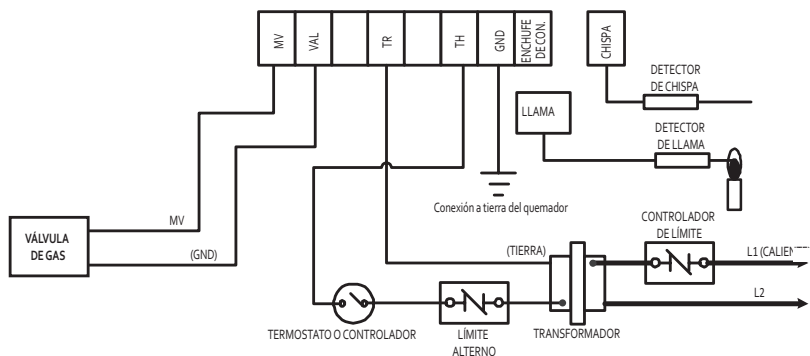 MV
VAL
TR
TH
GND
ENCHUFE
DE CON.
CHISPA
DETECTOR
DE CHISPA
LLAMA
DETECTOR
DE LLAMA
Conexión a tierra del quemador
MV
VÁLVULA
DE GAS
(GND)
(TIERRA)
CONTROLADOR
DE LÍMITE
L1 (CALIEN
L2
TERMOSTATO O CONTROLADOR
LÍMITE
ALTERNO
TRANSFORMADOR